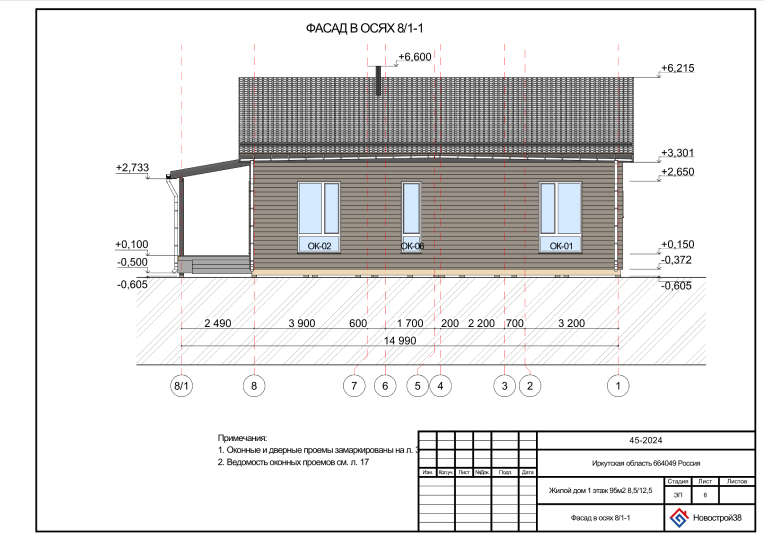 ФАСАД В ОСЯХ 8/1-1
+6,600
+6,215
+3,301
+2,733
+2,650
ОК-02
ОК-06
ОК-01
+0,100
+0,150
-0,500
-0,372
-0,605
-0,605
2 490
3 900
600
1 700
200
2 200
700
3 200
14 990
8/1
8
7
6
5
4
3
2
1
Примечания:
1. Оконные и дверные проемы замаркированы на л. 3
2. Ведомость оконных проемов см. л. 17
45-2024
Иркутская область 664049 Россия
Изм. Кол.уч. Лист №Док. Подп. Дата
Жилой дом 1 этаж 95м2 8,5/12,5
Стадия Лист Листов
ЭП 6
Фасад в осях 8/1-1
Новострой38